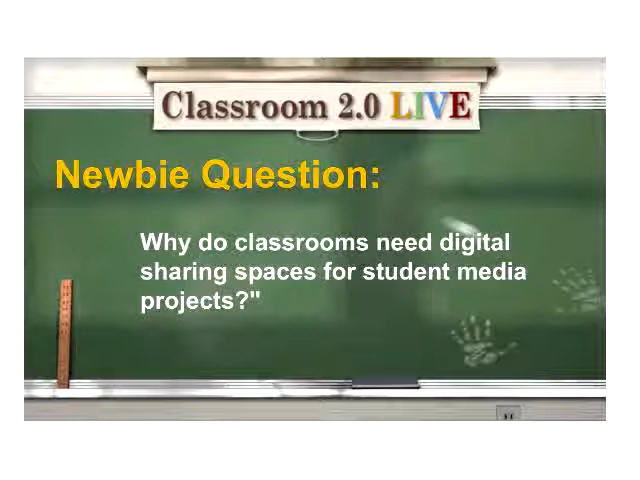 Classroom 2.0 LIVE
Newbie Question:
Why do classrooms need digital
sharing spaces for student media
projects?"